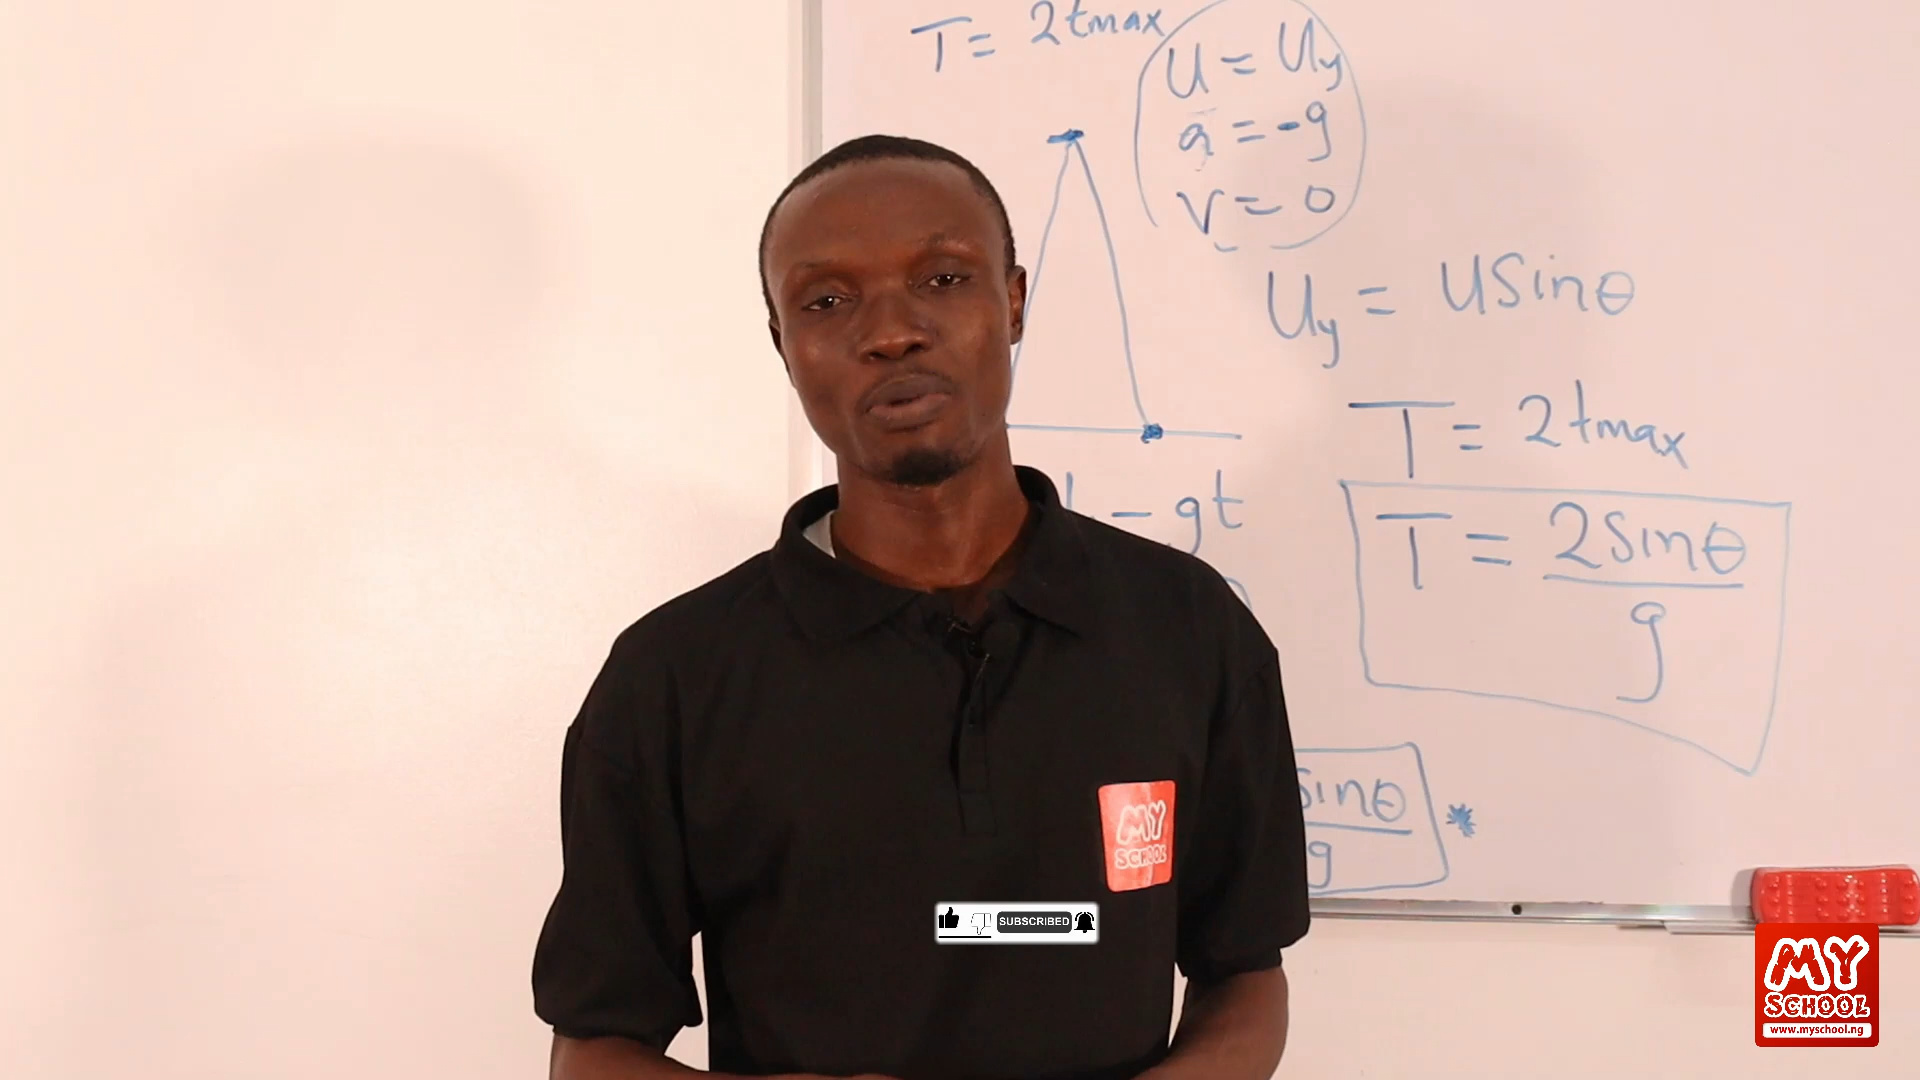 T = 2tmax
U = Uy
a = -g
V = 0
Uy = USinθ
T = 2tmax
- gt
T = 2Sinθ
g
Sinθ
g
*
MY
SCHOOL
SUBSCRIBED
MY
SCHOOL
www.myschool.ng